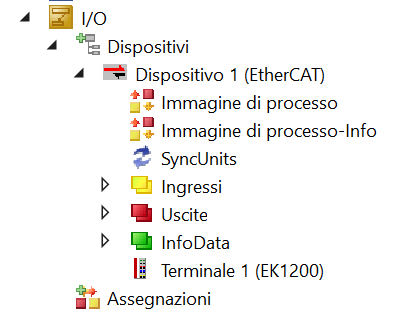 I/O
Dispositivi
Dispositivo 1 (EtherCAT)
Immagine di processo
Immagine di processo-Info
SyncUnits
Ingressi
Uscite
InfoData
Terminale 1 (EK1200)
Assegnazioni